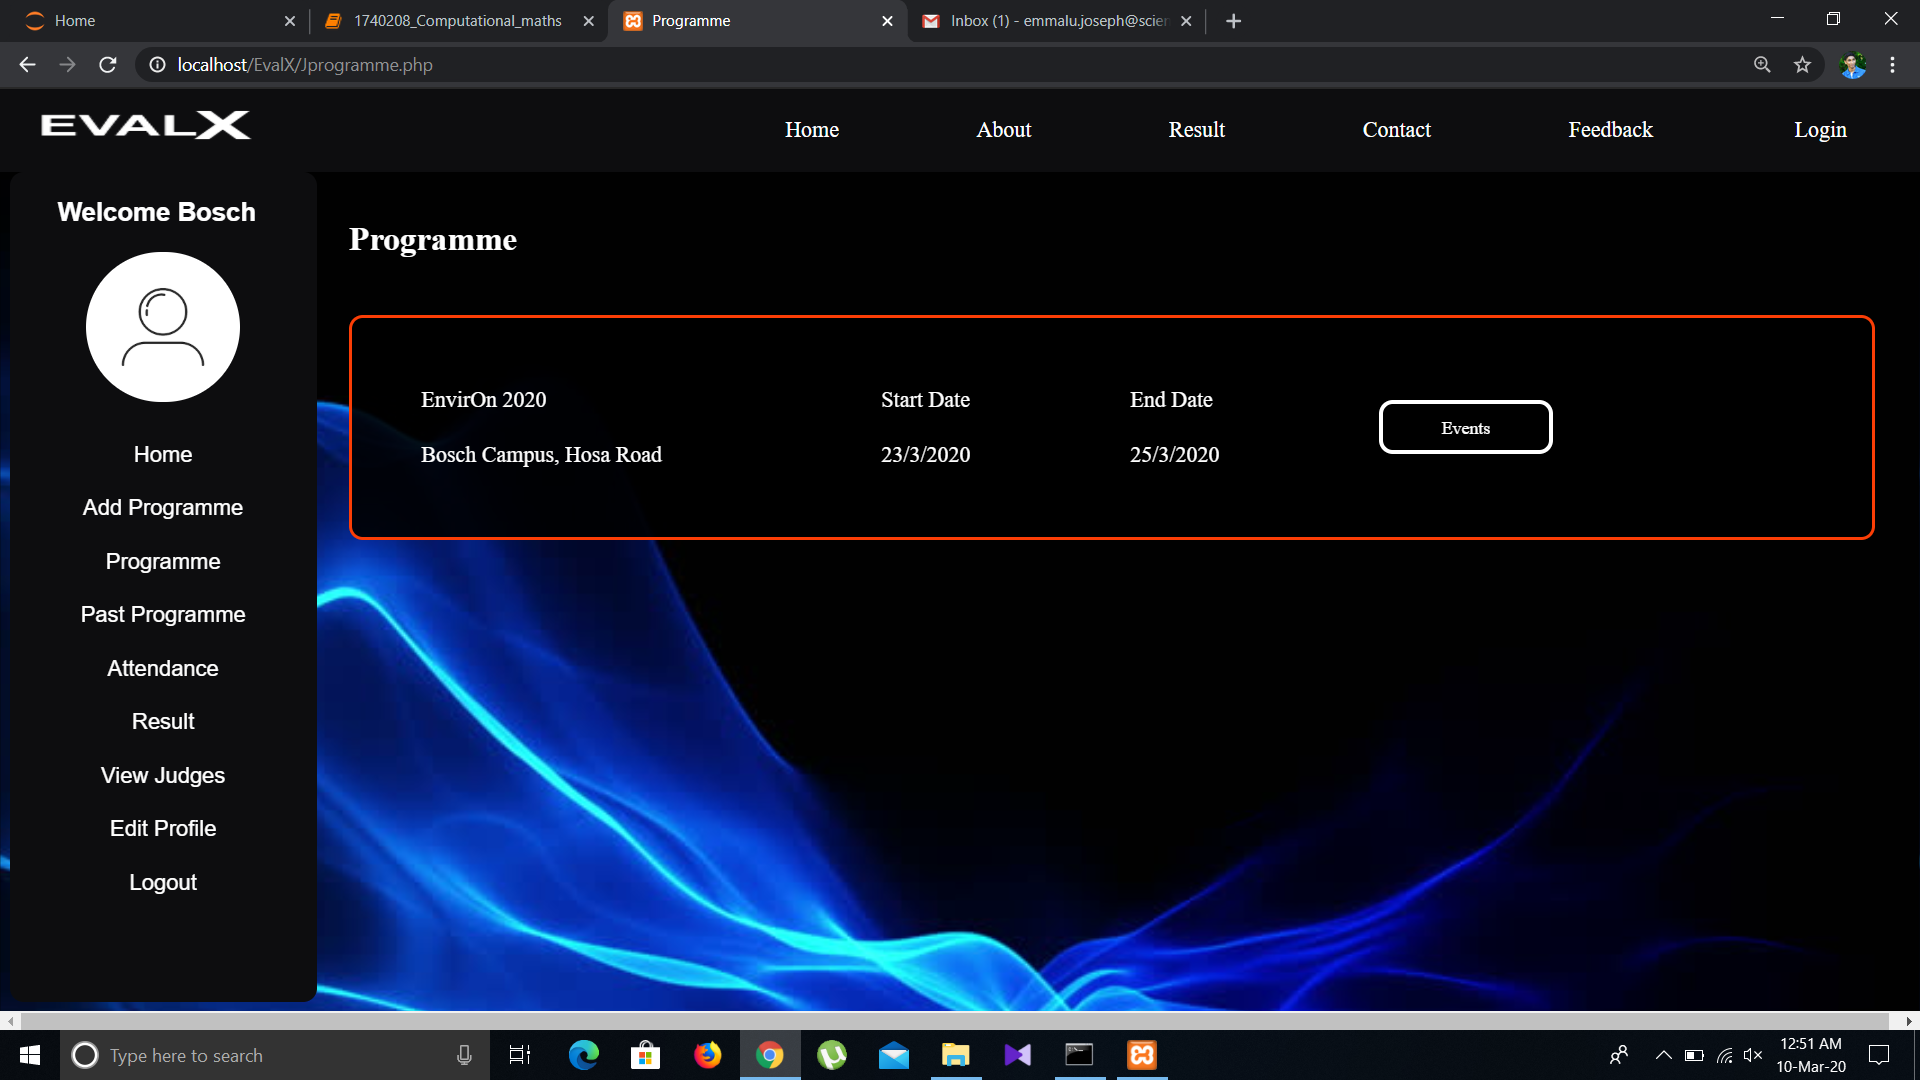 Home
1740208_Computational_maths
Programme
Inbox (1) - emmalu.joseph@scien
localhost/EvalX/Jprogramme.php
EVALX
Home
About
Result
Contact
Feedback
Login
Welcome Bosch
Home
Add Programme
Programme
Past Programme
Attendance
Result
View Judges
Edit Profile
Logout
Programme
EnvirOn 2020
Start Date
End Date
Events
Bosch Campus, Hosa Road
23/3/2020
25/3/2020
Type here to search
12:51 AM
10-Mar-20